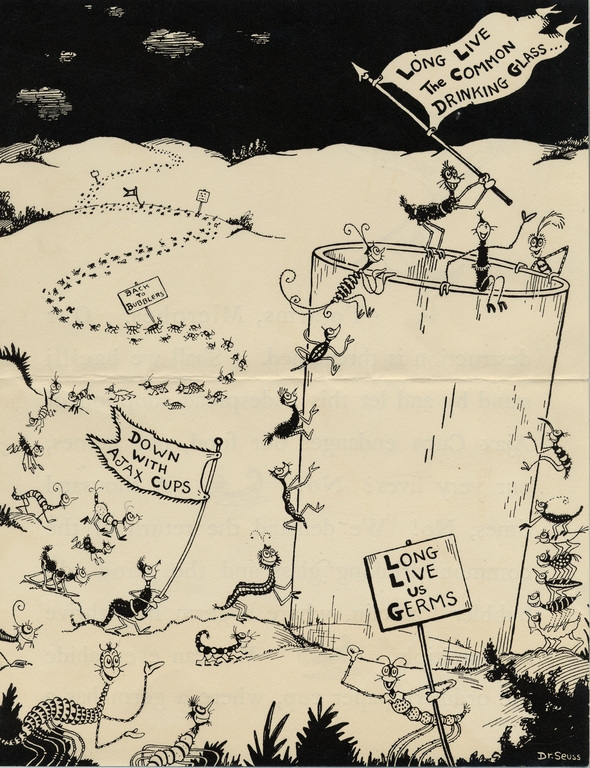 LONG LIVE
The COMMON
DRINKING GLASS...
BACK
TO
BUBBLERS
DOWN
WITH
AJAX CUPS
LONG
LIVE
US
GERMS
Dr. Seuss